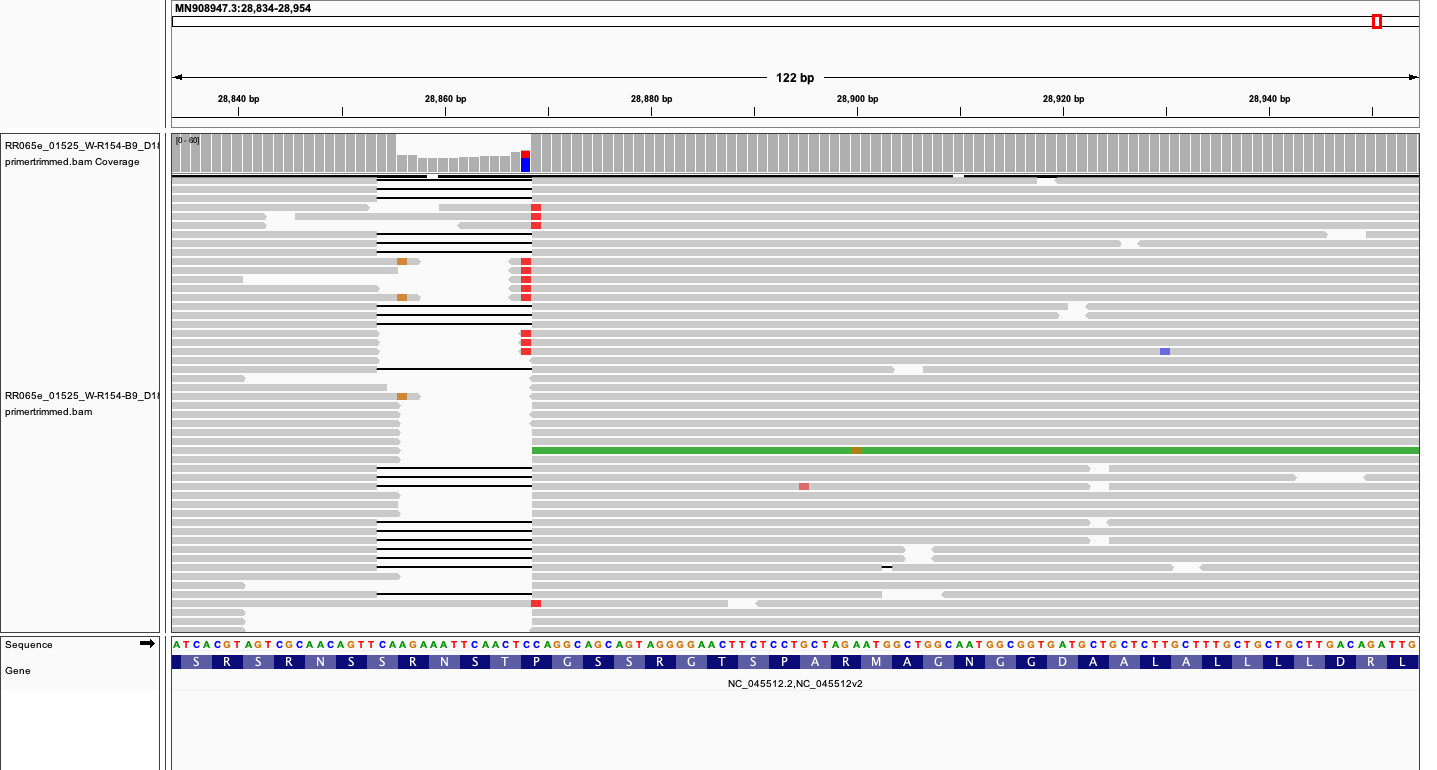 MN908947.3:28,834-28,954
122 bp
28,840 bp 28,860 bp 28,880 bp 28,900 bp 28,920 bp 28,940 bp
RR065e_01525_W-R154-B9_D18
primertrimmed.bam Coverage
[0 - 60]
RR065e_01525_W-R154-B9_D18
primertrimmed.bam
Sequence
ATCACGTAGTCGCAACAGTTCAAGAAATTCAACTCCAGGCAGCAGTAGGGGAACTTCTCCTGCTAGAATGGCTGGCAATGGCGGTGATGCTGCTCTTGCTTTGCTGCTGCTTGACAGATTG
Gene
S R S R N S S R N S T P G S S R G T S P A R M A G N G G D A A L A L L L L D R L
NC_045512.2,NC_045512v2